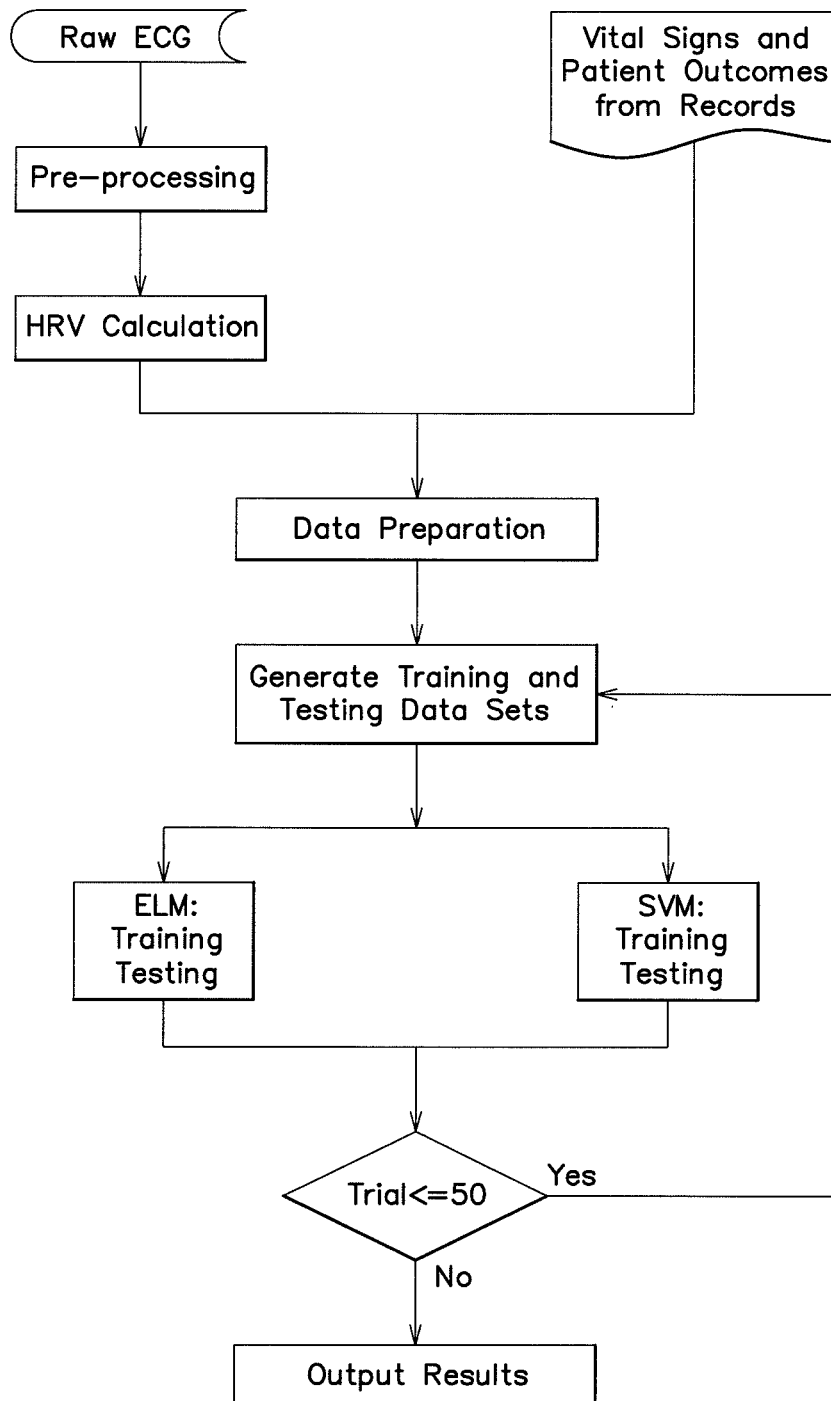 Raw ECG
Vital Signs and
Patient Outcomes
from Records
Pre-processing
HRV Calculation
Data Preparation
Generate Training and
Testing Data Sets
ELM:
Training
Testing
SVM:
Training
Testing
Trial<=50
Yes
No
Output Results